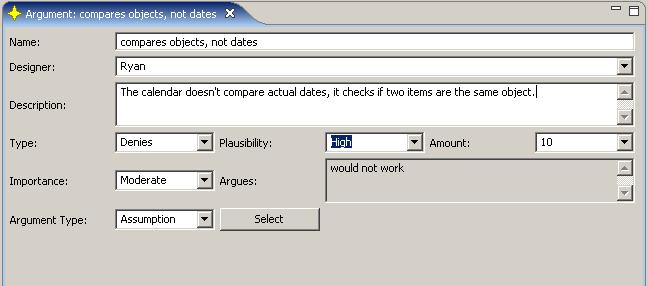 Argument: compares objects, not dates
Name: compares objects, not dates
Designer: Ryan
Description: The calendar doesn't compare actual dates, it checks if two items are the same object.
Type: Denies Plausibility: High Amount: 10
Importance: Moderate Argues: would not work
Argument Type: Assumption Select